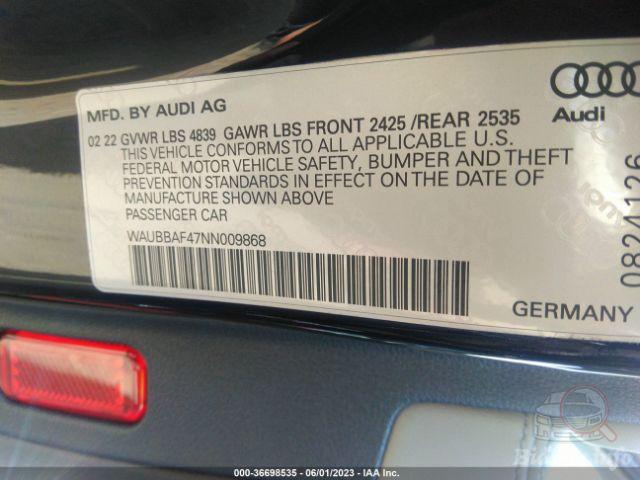 MFD. BY AUDI AG
Audi
02 22 GVWR LBS 4839 GAWR LBS FRONT 2425 /REAR 2535
THIS VEHICLE CONFORMS TO ALL APPLICABLE U.S.
FEDERAL MOTOR VEHICLE SAFETY, BUMPER AND THEFT
PREVENTION STANDARDS IN EFFECT ON THE DATE OF
MANUFACTURE SHOWN ABOVE
PASSENGER CAR
WAUBBAF47NN009868
0824126
GERMANY
000-36698535 - 06/01/2023 - IAA Inc.